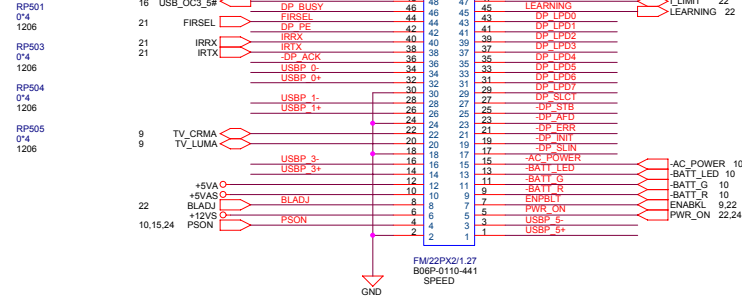 RP501
0*4
1206
RP503
0*4
1206
RP504
0*4
1206
RP505
0*4
1206
16 USB_OC3_5# 48 47 I_LIMIT 22
DP_BUSY 46 46 45 45 LEARNING LEARNING 22
21 FIRSEL FIRSEL 44 44 43 43 DP_LPD0
DP_PE 42 42 41 41 DP_LPD1
21 IRRX IRRX 40 40 39 39 DP_LPD2
21 IRTX IRTX 38 38 37 37 DP_LPD3
-DP_ACK 36 36 35 35 DP_LPD4
USBP_0- 34 34 33 33 DP_LPD5
USBP_0+ 32 32 31 31 DP_LPD6
30 30 29 29 DP_LPD7
USBP_1- 28 28 27 27 DP_SLCT
USBP_1+ 26 26 25 25 -DP_STB
24 24 23 23 -DP_AFD
9 TV_CRMA 22 22 21 21 -DP_ERR
9 TV_LUMA 20 20 19 19 -DP_INIT
18 18 17 17 -DP_SLIN
USBP_3- 16 16 15 15 -AC_POWER -AC_POWER 10
USBP_3+ 14 14 13 13 -BATT_LED -BATT_LED 10
+5VA 12 12 11 11 -BATT_G -BATT_G 10
+5VAS 10 10 9 9 -BATT_R -BATT_R 10
22 BLADJ BLADJ 8 8 7 7 ENPBLT ENABKL 9,22
+12VS 6 6 5 5 PWR_ON PWR_ON 22,24
10,15,24 PSON PSON 4 4 3 3 USBP_5-
2 2 1 1 USBP_5+
FM/22PX2/1.27
B06P-0110-441
SPEED
GND